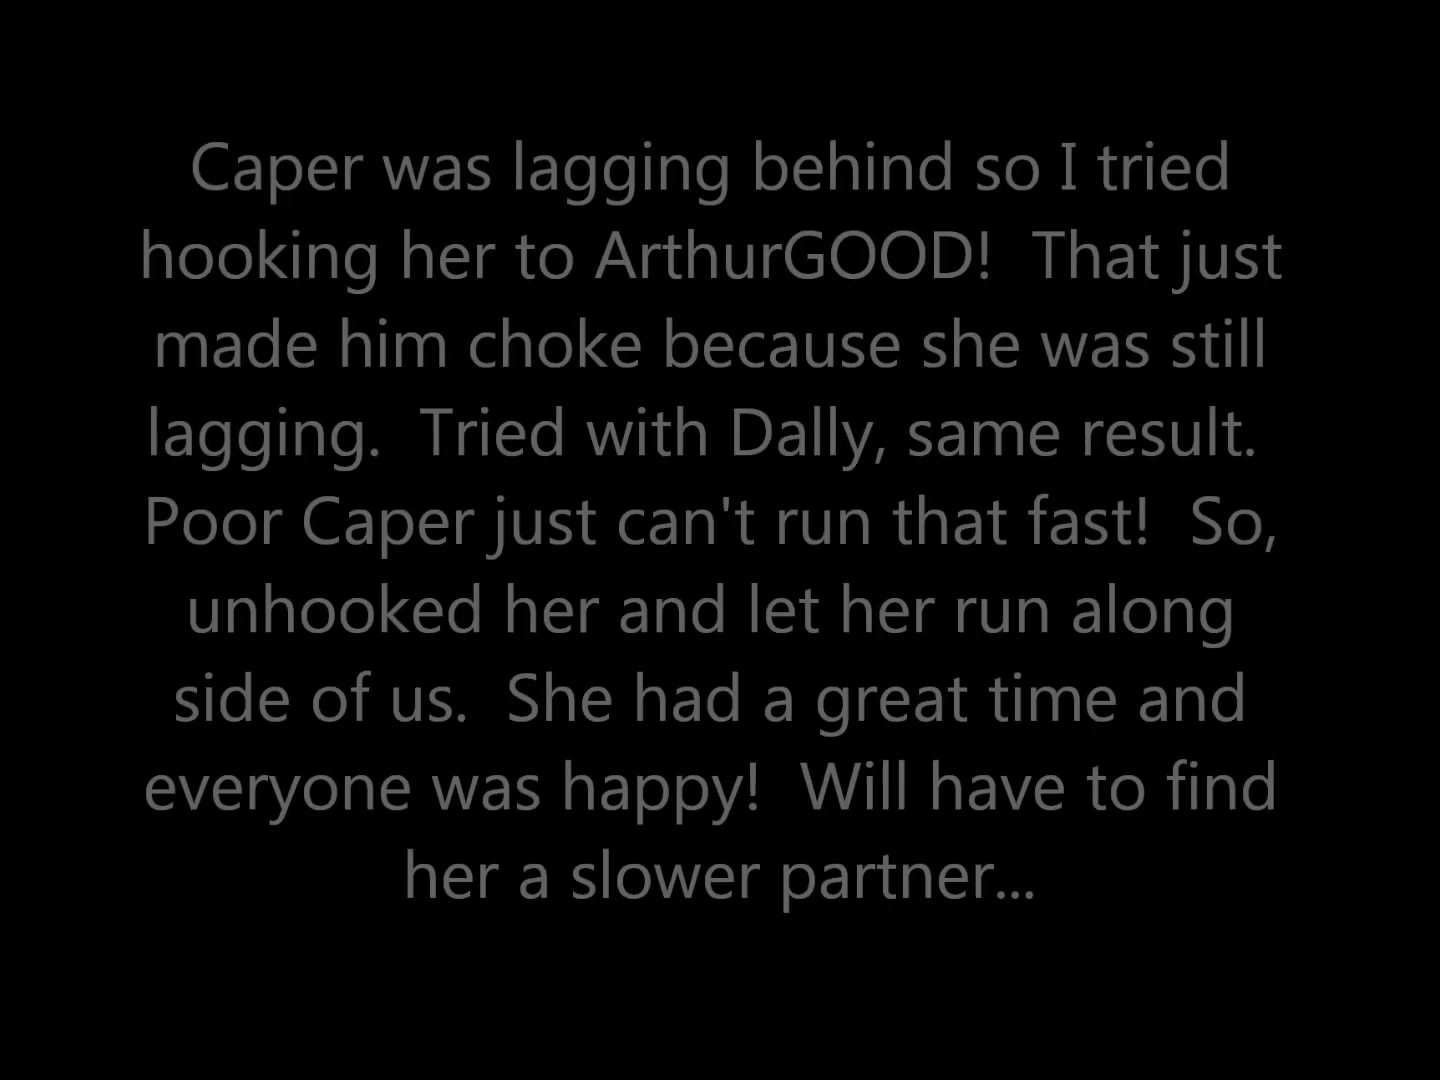 Caper was lagging behind so I tried
hooking her to ArthurGOOD!  That just
made him choke because she was still
lagging.  Tried with Dally, same result.
Poor Caper just can't run that fast!  So,
unhooked her and let her run along
side of us.  She had a great time and
everyone was happy!  Will have to find
her a slower partner...